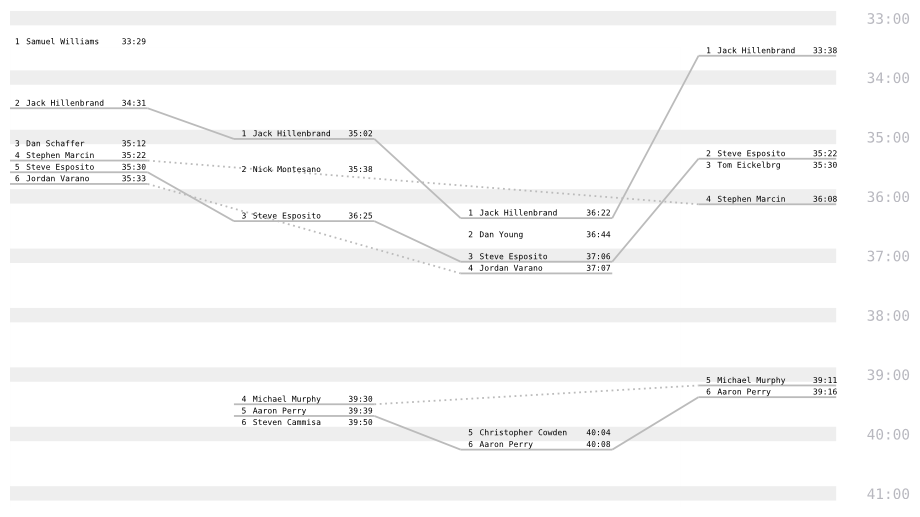 33:00
1 Samuel Williams 33:29
1 Jack Hillenbrand 33:38
34:00
2 Jack Hillenbrand 34:31
1 Jack Hillenbrand 35:02
35:00
3 Dan Schaffer 35:12
4 Stephen Marcin 35:22
5 Steve Esposito 35:30
6 Jordan Varano 35:33
2 Nick Montesano 35:38
2 Steve Esposito 35:22
3 Tom Eickelbrg 35:30
36:00
4 Stephen Marcin 36:08
3 Steve Esposito 36:25
1 Jack Hillenbrand 36:22
2 Dan Young 36:44
3 Steve Esposito 37:06
4 Jordan Varano 37:07
37:00
38:00
39:00
5 Michael Murphy 39:11
6 Aaron Perry 39:16
4 Michael Murphy 39:30
5 Aaron Perry 39:39
6 Steven Cammisa 39:50
5 Christopher Cowden 40:04
6 Aaron Perry 40:08
40:00
41:00